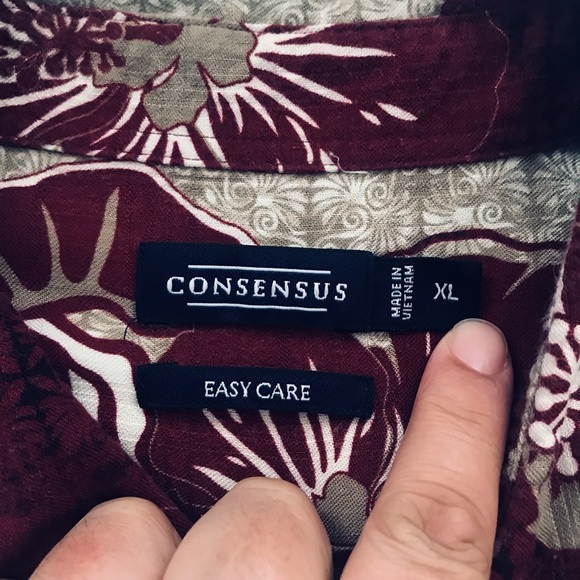 CONSENSUS
MADE IN
VIETNAM
XL
EASY CARE